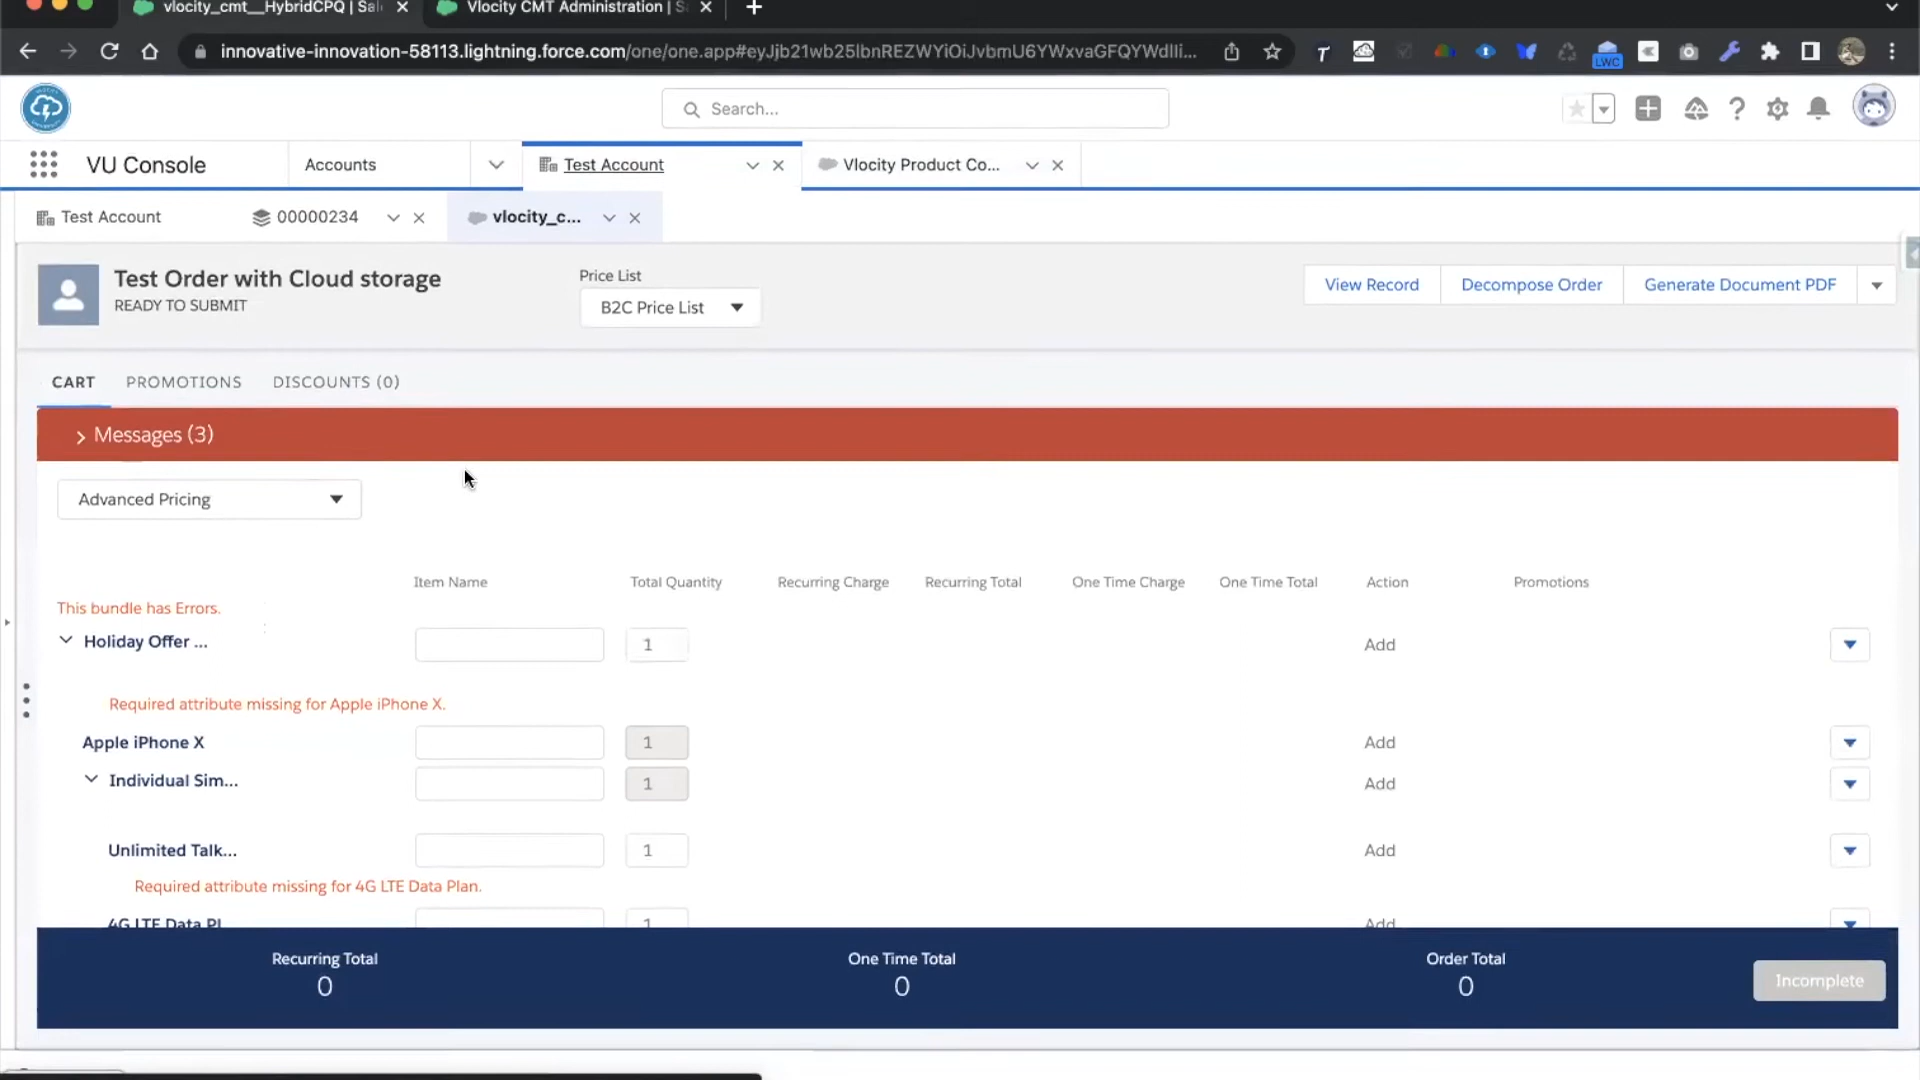 vlocity_cmt__HybridCPQ | Sal
Vlocity CMT Administration | S
innovative-innovation-58113.lightning.force.com/one/one.app#eyJjb21wb25lbnREZWYiOiJvbmU6YWxvaGFQYWdlIi...
LWC
Search...
VU Console
Accounts
Test Account
Vlocity Product Co...
Test Account
00000234
vlocity_c...
Test Order with Cloud storage
READY TO SUBMIT
Price List
B2C Price List
View Record
Decompose Order
Generate Document PDF
CART
PROMOTIONS
DISCOUNTS (0)
Messages (3)
Advanced Pricing
Item Name
Total Quantity
Recurring Charge
Recurring Total
One Time Charge
One Time Total
Action
Promotions
This bundle has Errors.
Holiday Offer ...
1
Add
Required attribute missing for Apple iPhone X.
Apple iPhone X
1
Add
Individual Sim...
1
Add
Unlimited Talk...
1
Add
Required attribute missing for 4G LTE Data Plan.
4G LTE Data Pl
1
Add
Recurring Total
0
One Time Total
0
Order Total
0
Incomplete